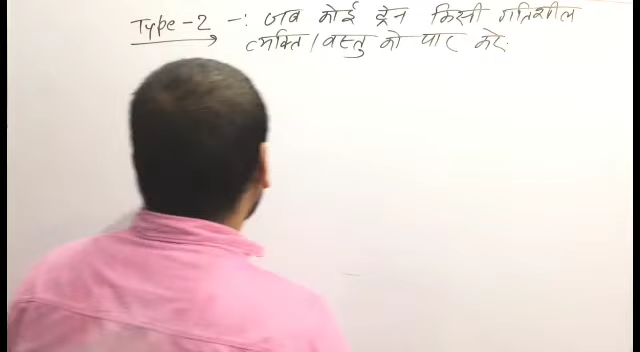 Type-2 -: जब कोई ट्रेन किसी गतिशील
व्यक्ति / वस्तु को पार करे.